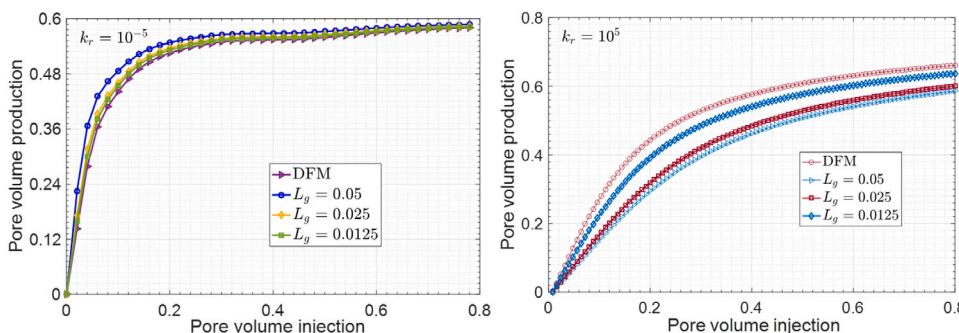 k_r = 10^{-5}
Pore volume production
0.6
0.48
0.36
0.24
0.12
0
DFM
L_g = 0.05
L_g = 0.025
L_g = 0.0125
0 0.2 0.4 0.6 0.8
Pore volume injection
k_r = 10^5
Pore volume production
0.8
0.6
0.4
0.2
0
DFM
L_g = 0.05
L_g = 0.025
L_g = 0.0125
0 0.2 0.4 0.6 0.8
Pore volume injection